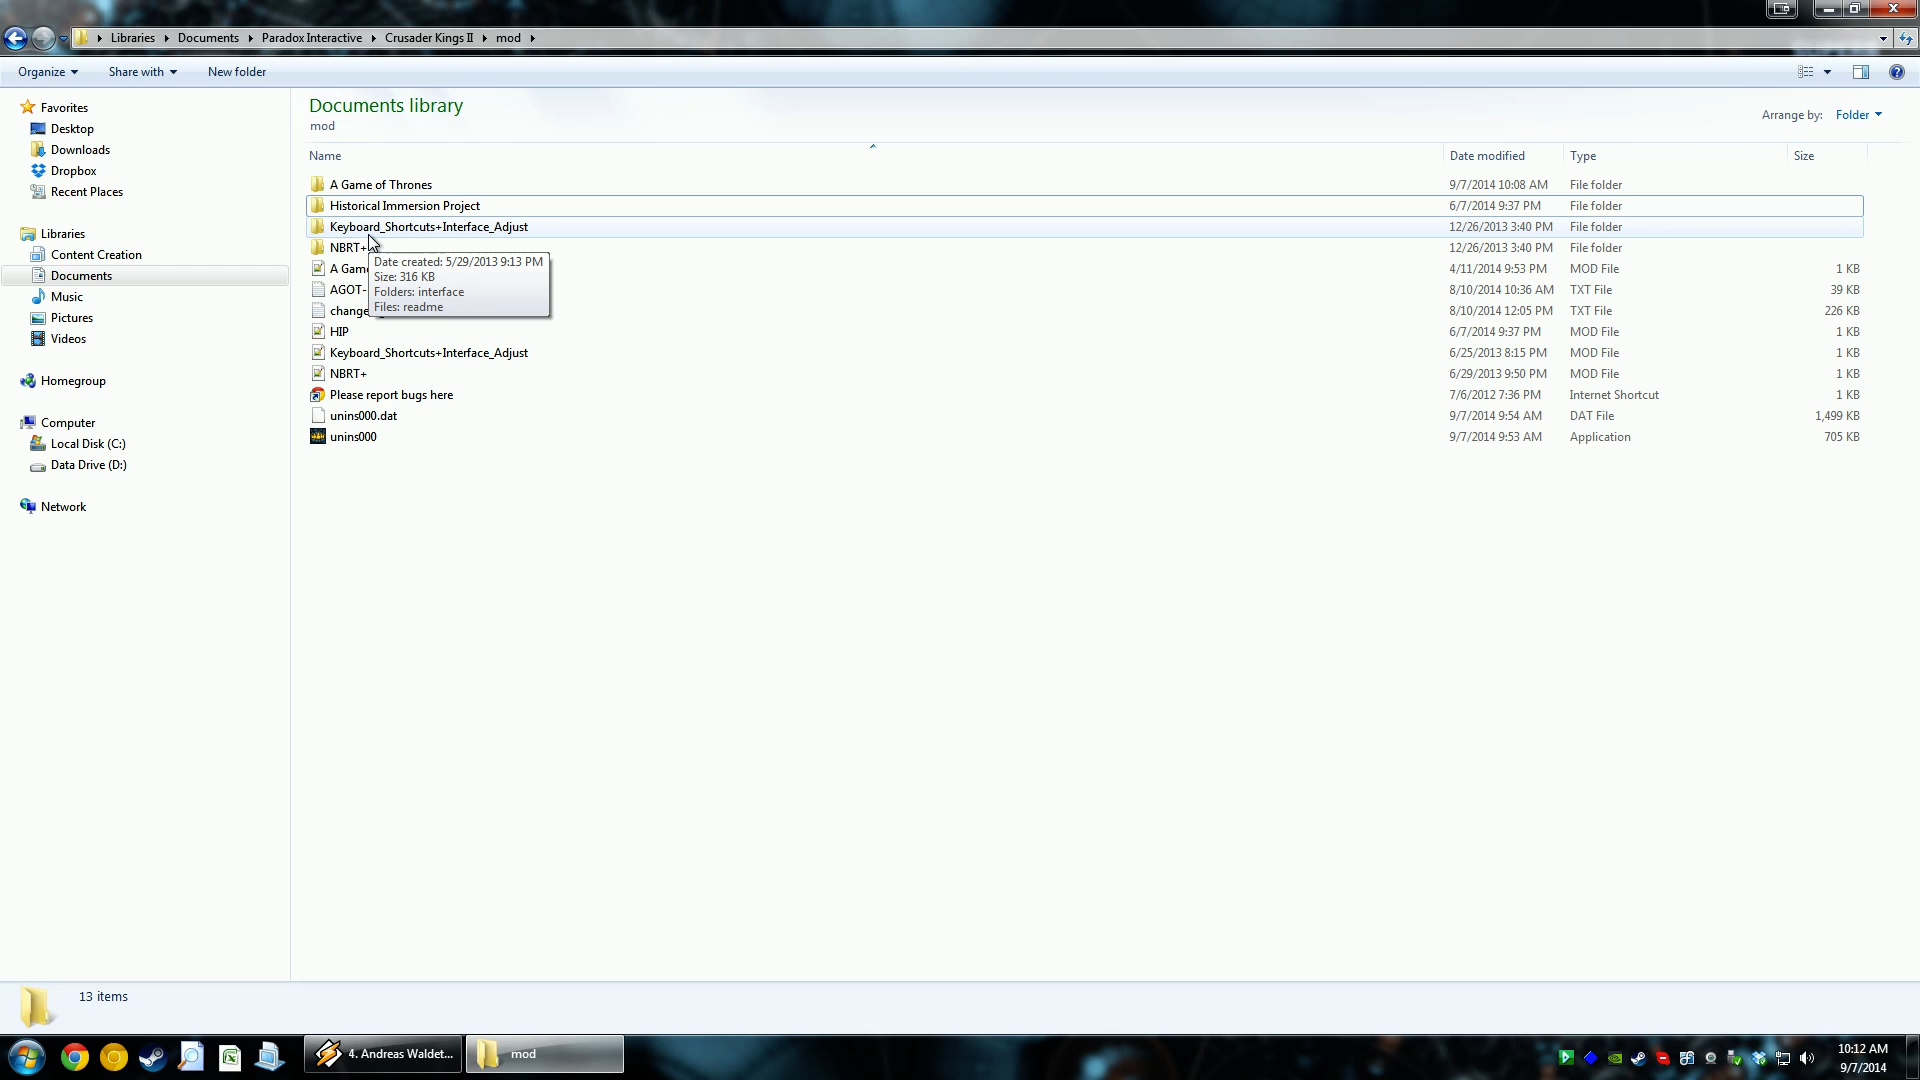 Libraries Documents Paradox Interactive Crusader Kings II mod
Organize Share with New folder
Favorites
Desktop
Downloads
Dropbox
Recent Places
Libraries
Content Creation
Documents
Music
Pictures
Videos
Homegroup
Computer
Local Disk (C:)
Data Drive (D:)
Network
Documents library
mod
Arrange by: Folder
Name Date modified Type Size
A Game of Thrones 9/7/2014 10:08 AM File folder
Historical Immersion Project 6/7/2014 9:37 PM File folder
Keyboard_Shortcuts+Interface_Adjust 12/26/2013 3:40 PM File folder
NBRT+ 12/26/2013 3:40 PM File folder
A Gam 4/11/2014 9:53 PM MOD File 1 KB
AGOT- 8/10/2014 10:36 AM TXT File 39 KB
change 8/10/2014 12:05 PM TXT File 226 KB
Date created: 5/29/2013 9:13 PM
Size: 316 KB
Folders: interface
Files: readme
HIP 6/7/2014 9:37 PM MOD File 1 KB
Keyboard_Shortcuts+Interface_Adjust 6/25/2013 8:15 PM MOD File 1 KB
NBRT+ 6/29/2013 9:50 PM MOD File 1 KB
Please report bugs here 7/6/2012 7:36 PM Internet Shortcut 1 KB
unins000.dat 9/7/2014 9:54 AM DAT File 1,499 KB
unins000 9/7/2014 9:53 AM Application 705 KB
13 items
4. Andreas Waldet...
mod
10:12 AM
9/7/2014